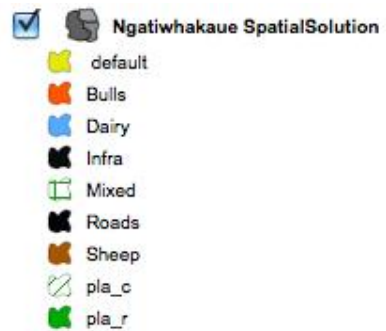 Ngatiwhakaue SpatialSolution
default
Bulls
Dairy
Infra
Mixed
Roads
Sheep
pla_c
pla_r